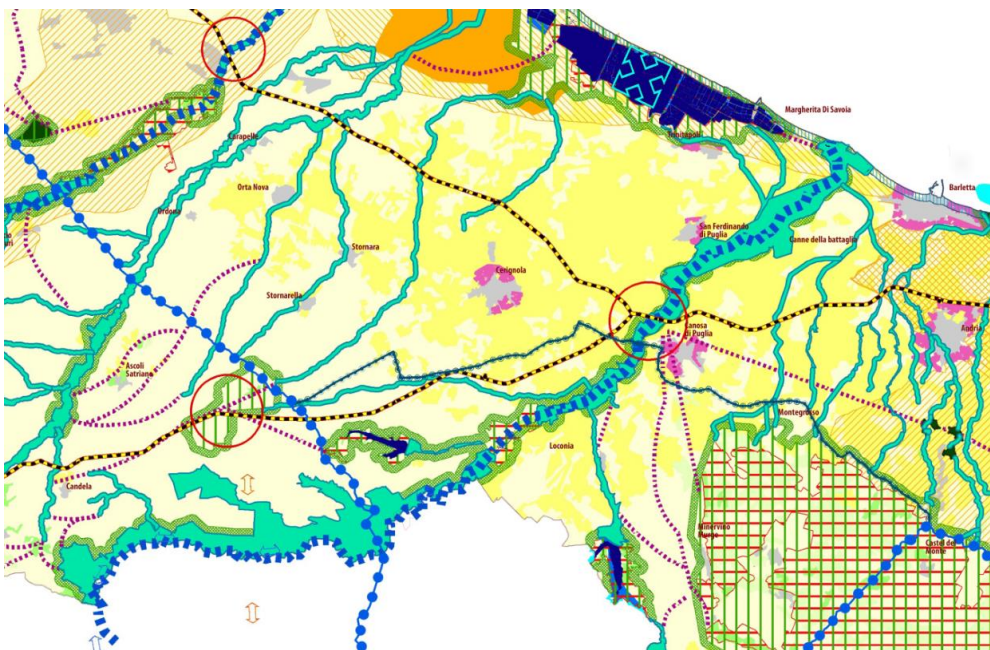 Margherita Di Savoia
Trinitapoli
Carapelle
Barletta
Orta Nova
Ordona
San Ferdinando
di Puglia
Canne della battaglia
Stornara
Cerignola
Stornarella
Canosa
di Puglia
Andria
Ascoli
Satriano
Montegrosso
Loconia
Candela
Minervino
Murge
Castel del
Monte